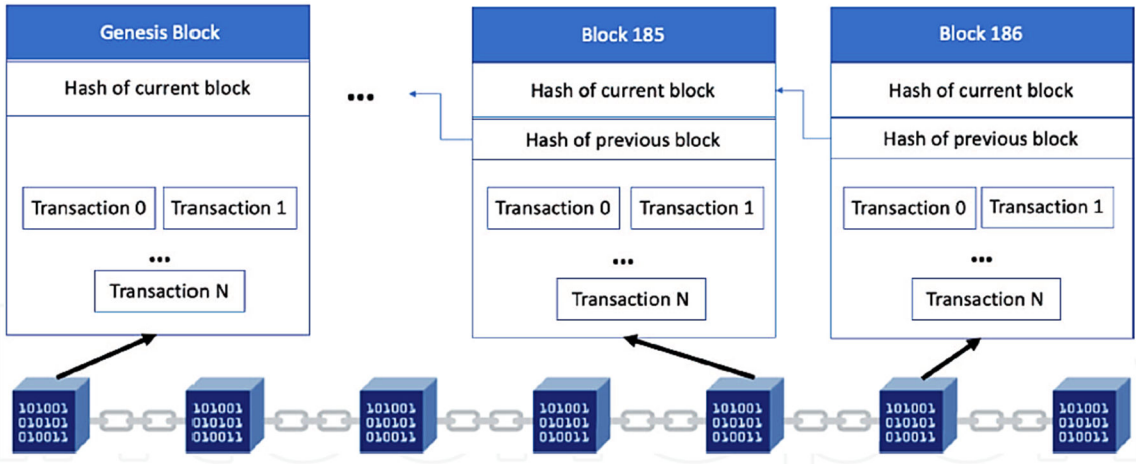 Genesis Block
Hash of current block
Transaction 0
Transaction 1
...
Transaction N
...
Block 185
Hash of current block
Hash of previous block
Transaction 0
Transaction 1
...
Transaction N
Block 186
Hash of current block
Hash of previous block
Transaction 0
Transaction 1
...
Transaction N
101001
010101
010011
101001
010101
010011
101001
010101
010011
101001
010101
010011
101001
010101
010011
101001
010101
010011
101001
010101
010011